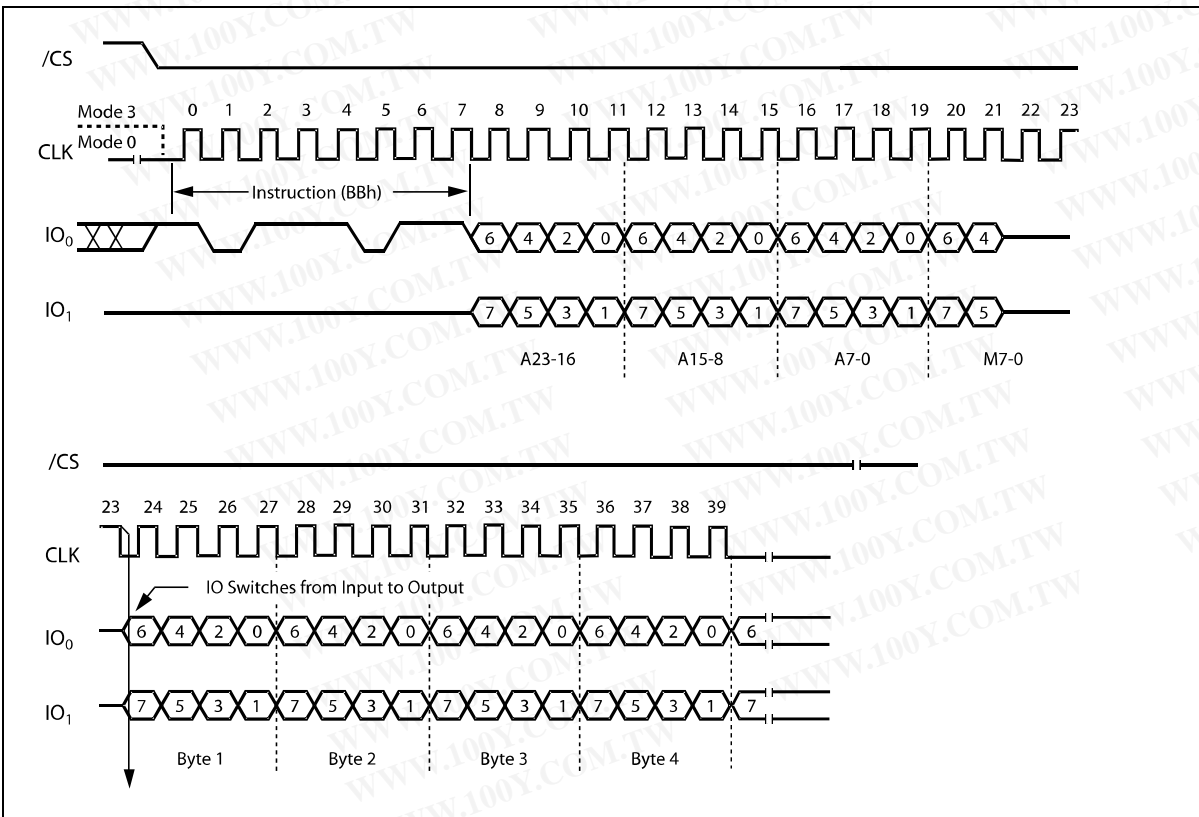 /CS
Mode 3
0 1 2 3 4 5 6 7 8 9 10 11 12 13 14 15 16 17 18 19 20 21 22 23
Mode 0
CLK
Instruction (BBh)
IO0 6 4 2 0 6 4 2 0 6 4 2 0 6 4
IO1 7 5 3 1 7 5 3 1 7 5 3 1 7 5
A23-16 A15-8 A7-0 M7-0
/CS
23 24 25 26 27 28 29 30 31 32 33 34 35 36 37 38 39
CLK
IO Switches from Input to Output
IO0 6 4 2 0 6 4 2 0 6 4 2 0 6 4 2 0 6
IO1 7 5 3 1 7 5 3 1 7 5 3 1 7 5 3 1 7
Byte 1 Byte 2 Byte 3 Byte 4
WWW.100Y.COM.TW